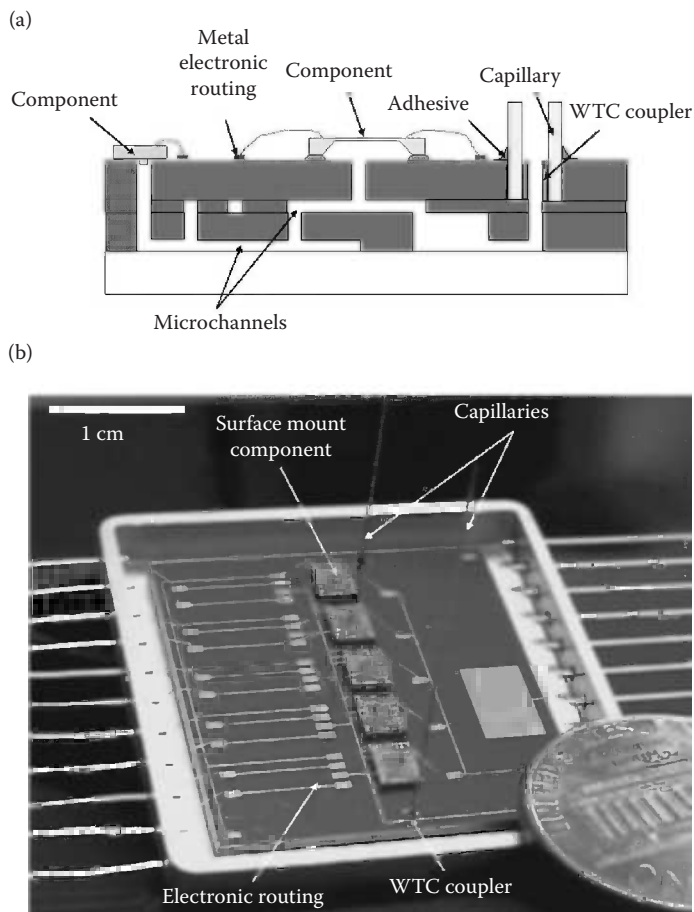 (a)
Metal
electronic
routing
Component
Component
Capillary
Adhesive
WTC coupler
Microchannels
(b)
1 cm
Surface mount
component
Capillaries
Electronic routing
WTC coupler